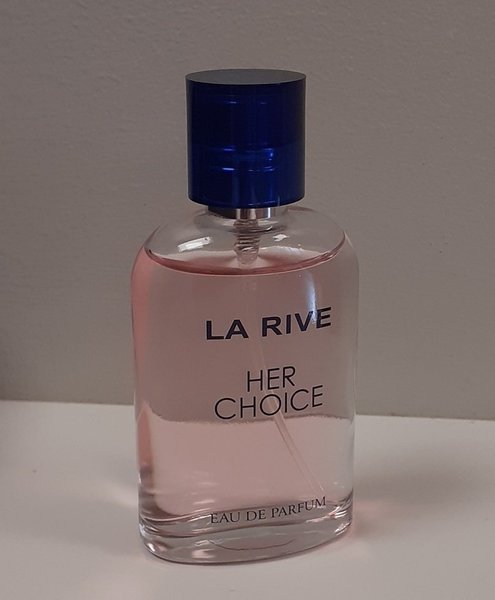 LA RIVE
HER
CHOICE
EAU DE PARFUM